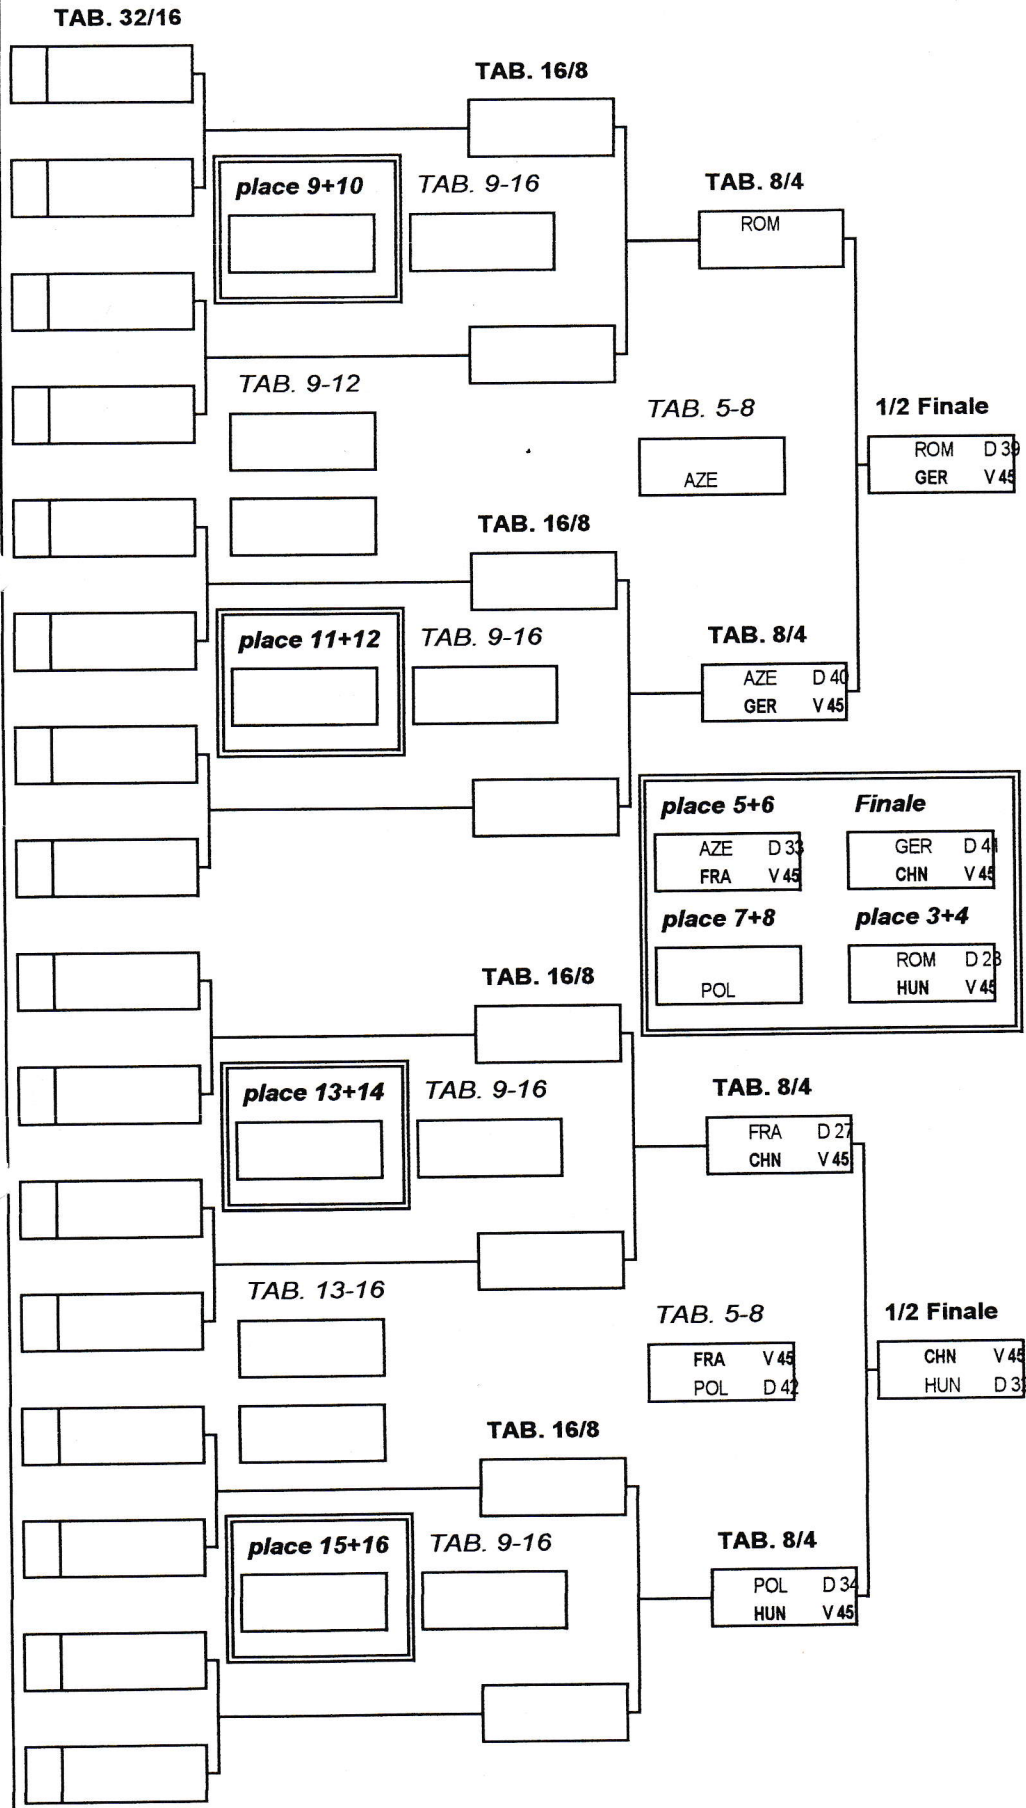 TAB. 32/16
TAB. 16/8
place 9+10
TAB. 9-16
TAB. 8/4
ROM
TAB. 9-12
TAB. 5-8
AZE
1/2 Finale
ROM D 39
GER V 45
TAB. 16/8
place 11+12
TAB. 9-16
TAB. 8/4
AZE D 40
GER V 45
place 5+6
Finale
AZE D 33
FRA V 45
GER D 41
CHN V 45
place 7+8
place 3+4
POL
ROM D
HUN V 45
TAB. 16/8
place 13+14
TAB. 9-16
TAB. 8/4
FRA D 27
CHN V 45
TAB. 13-16
TAB. 5-8
FRA V 45
POL D 42
1/2 Finale
CHN V 45
HUN D
TAB. 16/8
place 15+16
TAB. 9-16
TAB. 8/4
POL D 34
HUN V 45